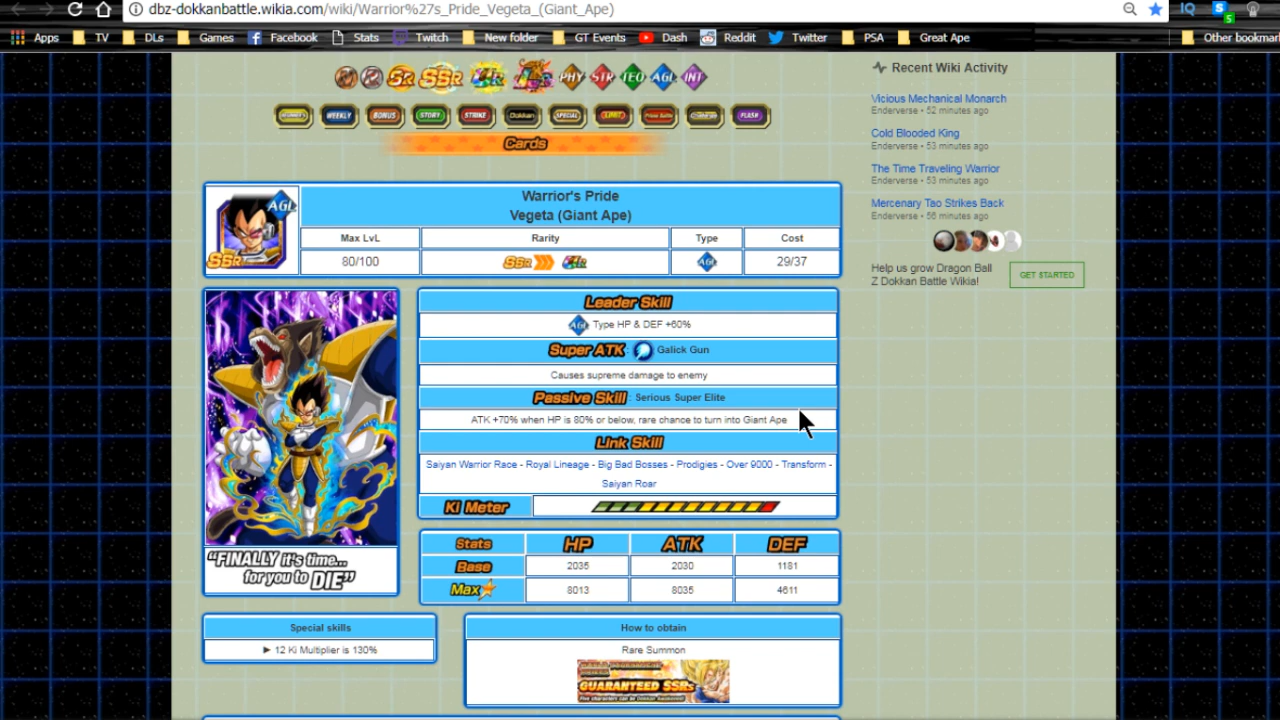 dbz-dokkanbattle.wikia.com/wiki/Warrior%27s_Pride_Vegeta_(Giant_Ape)
Apps TV DLs Games Facebook Stats Twitch New folder GT Events Dash Reddit Twitter PSA Great Ape Other bookmar
R SR SSR PHY STR TEQ AGL INT
WEEKLY BONUS STORY STRIKE Dokkan SPECIAL LIMIT FLASH
Cards
Recent Wiki Activity
Vicious Mechanical Monarch
Enderverse • 52 minutes ago
Cold Blooded King
Enderverse • 53 minutes ago
The Time Traveling Warrior
Enderverse • 53 minutes ago
Mercenary Tao Strikes Back
Enderverse • 56 minutes ago
Help us grow Dragon Ball
Z Dokkan Battle Wikia!
GET STARTED
AGL
SSR
Warrior's Pride
Vegeta (Giant Ape)
Max LvL Rarity Type Cost
80/100 SSR UR AGL 29/37
Leader Skill
AGL Type HP & DEF +60%
Super ATK : Galick Gun
Causes supreme damage to enemy
Passive Skill : Serious Super Elite
ATK +70% when HP is 80% or below, rare chance to turn into Giant Ape
Link Skill
Saiyan Warrior Race - Royal Lineage - Big Bad Bosses - Prodigies - Over 9000 - Transform -
Saiyan Roar
Ki Meter
"FINALLY it's time...
for you to DIE"
Stats HP ATK DEF
Base 2035 2030 1181
Max 8013 8035 4611
Special skills
► 12 Ki Multiplier is 130%
How to obtain
Rare Summon
GUARANTEED SSRs